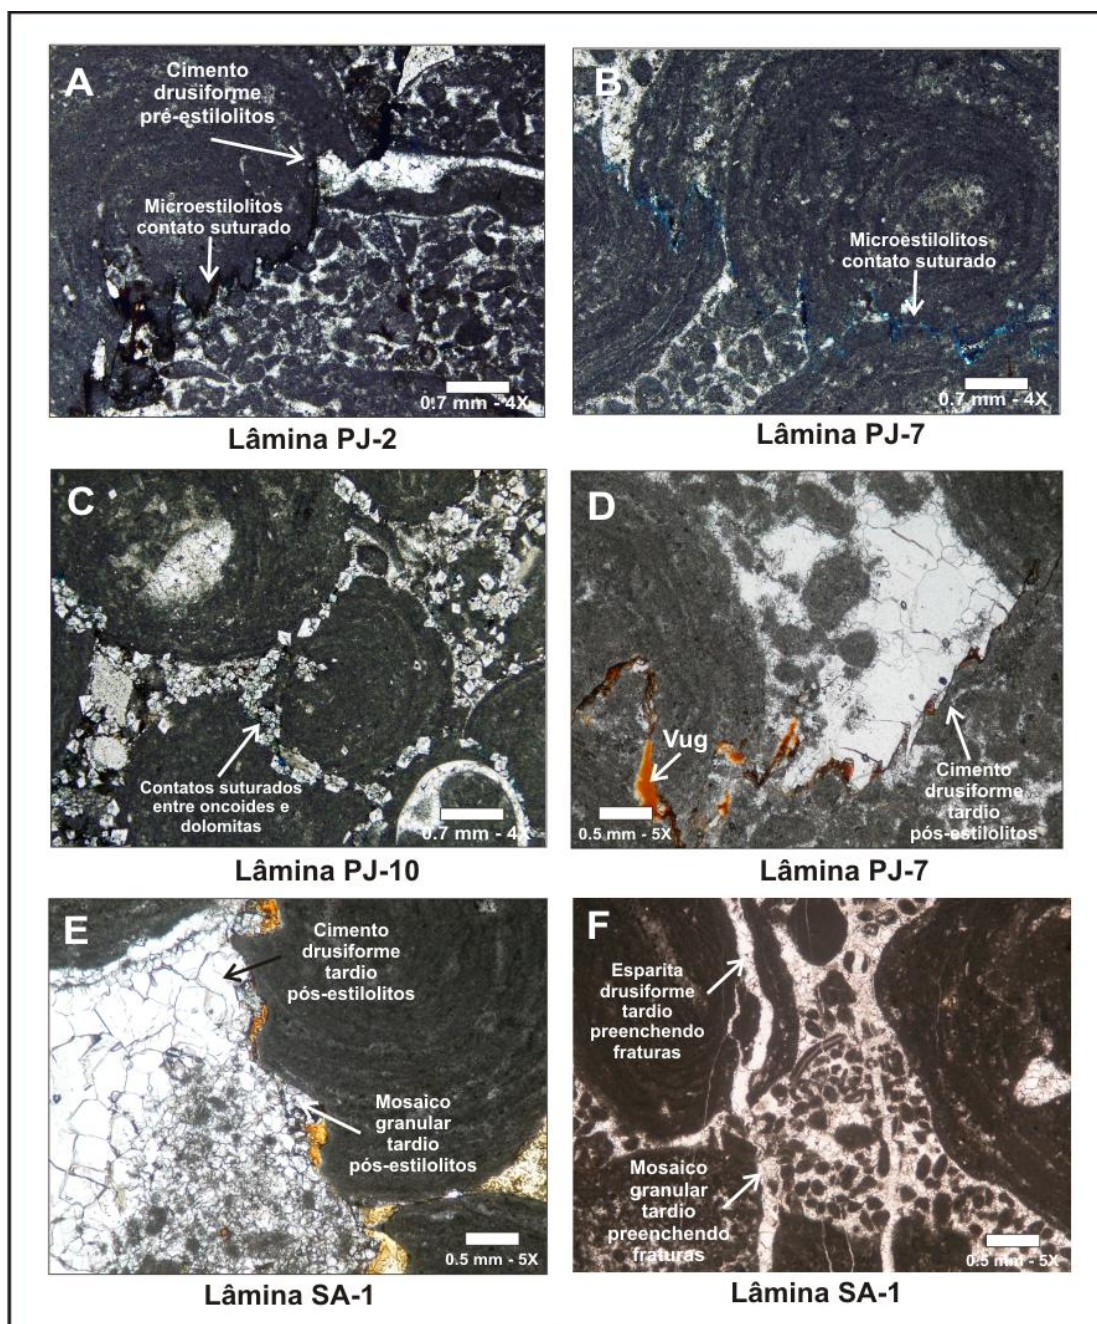 A
Cimento
drusiforme
pré-estilolitos
Microestilolitos
contato suturado
0.7 mm - 4X
Lâmina PJ-2
B
Microestilolitos
contato suturado
0.7 mm - 4X
Lâmina PJ-7
C
Contatos suturados
entre oncoides e
dolomitas
0.7 mm - 4X
Lâmina PJ-10
D
Vug
0.5 mm - 5X
Cimento
drusiforme
tardio
pós-estilolitos
Lâmina PJ-7
E
Cimento
drusiforme
tardio
pós-estilolitos
Mosaico
granular
tardio
pós-estilolitos
0.5 mm - 5X
Lâmina SA-1
F
Esparita
drusiforme
tardio
preenchendo
fraturas
Mosaico
granular
tardio
preenchendo
fraturas
0.5 mm - 5X
Lâmina SA-1